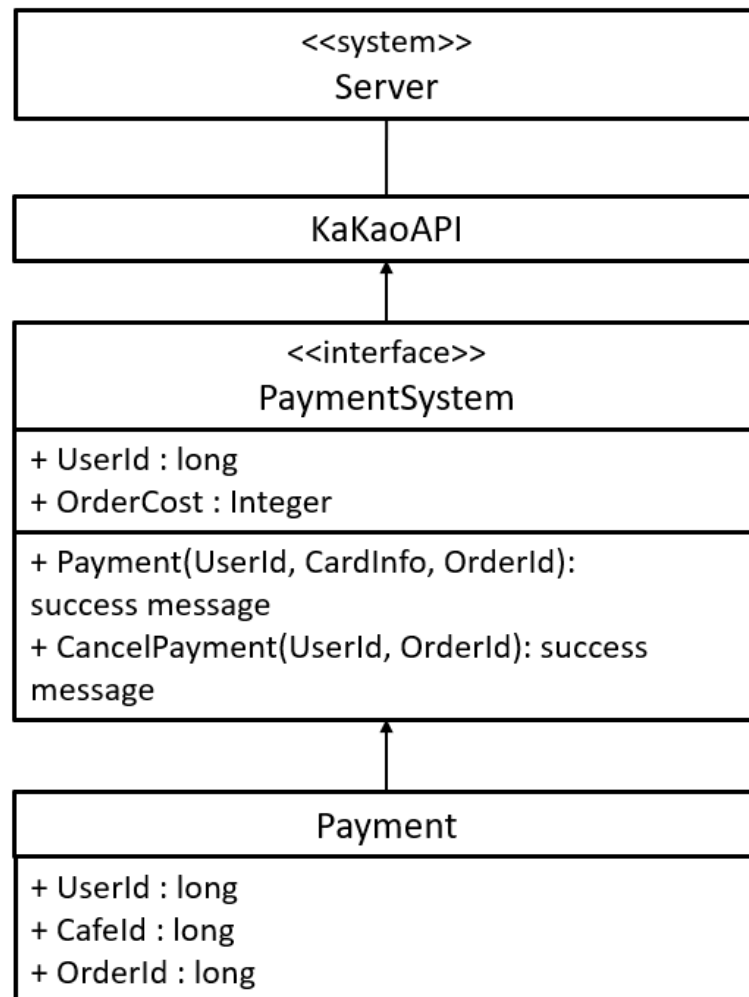 <<system>>
Server
KaKaoAPI
<<interface>>
PaymentSystem
+ UserId : long
+ OrderCost : Integer
+ Payment(UserId, CardInfo, OrderId):
success message
+ CancelPayment(UserId, OrderId): success
message
Payment
+ UserId : long
+ CafeId : long
+ OrderId : long